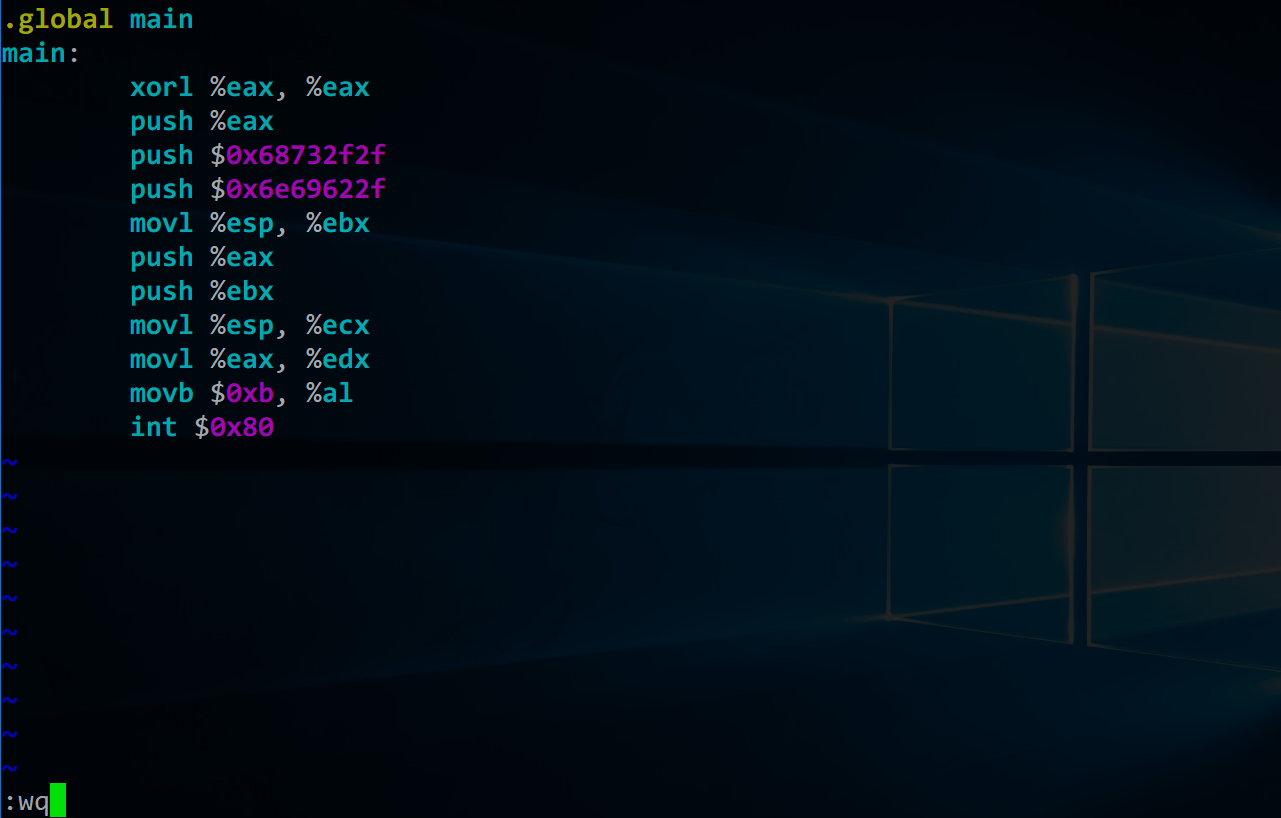 .global main
main:
        xorl %eax, %eax
        push %eax
        push $0x68732f2f
        push $0x6e69622f
        movl %esp, %ebx
        push %eax
        push %ebx
        movl %esp, %ecx
        movl %eax, %edx
        movb $0xb, %al
        int $0x80
~
~
~
~
~
~
~
~
~
~
:wq